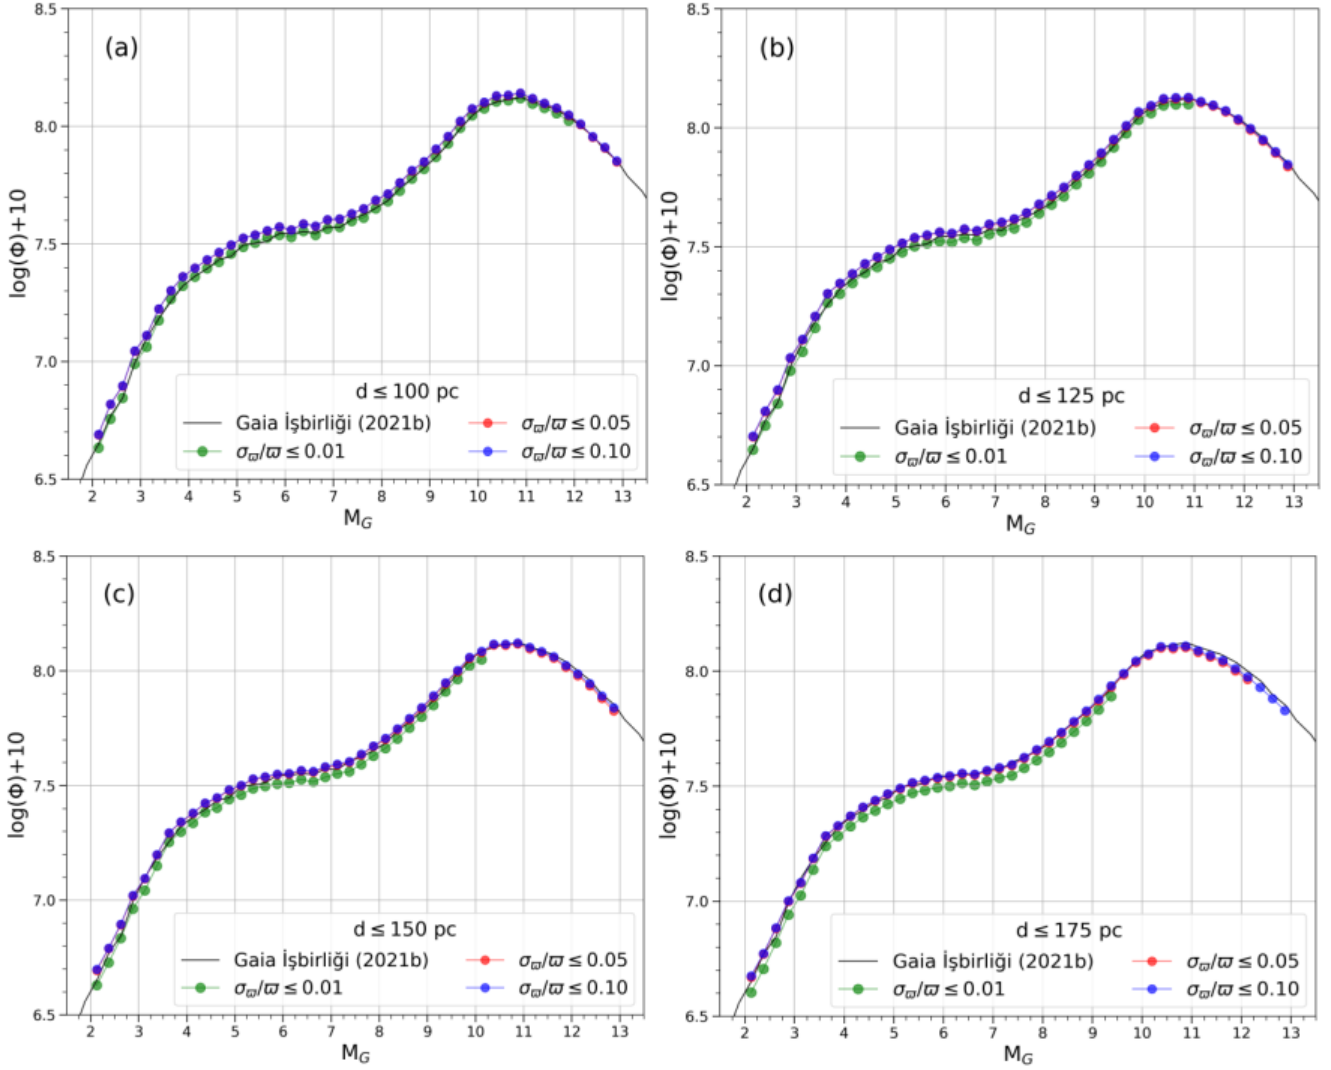 (a)
8.5
8.0
7.5
7.0
6.5
log(Φ)+10
d ≤ 100 pc
Gaia İşbirliği (2021b)
σϖ/ϖ ≤ 0.01
σϖ/ϖ ≤ 0.05
σϖ/ϖ ≤ 0.10
2 3 4 5 6 7 8 9 10 11 12 13
M_G
(b)
8.5
8.0
7.5
7.0
6.5
log(Φ)+10
d ≤ 125 pc
Gaia İşbirliği (2021b)
σϖ/ϖ ≤ 0.01
σϖ/ϖ ≤ 0.05
σϖ/ϖ ≤ 0.10
2 3 4 5 6 7 8 9 10 11 12 13
M_G
(c)
8.5
8.0
7.5
7.0
6.5
log(Φ)+10
d ≤ 150 pc
Gaia İşbirliği (2021b)
σϖ/ϖ ≤ 0.01
σϖ/ϖ ≤ 0.05
σϖ/ϖ ≤ 0.10
2 3 4 5 6 7 8 9 10 11 12 13
M_G
(d)
8.5
8.0
7.5
7.0
6.5
log(Φ)+10
d ≤ 175 pc
Gaia İşbirliği (2021b)
σϖ/ϖ ≤ 0.01
σϖ/ϖ ≤ 0.05
σϖ/ϖ ≤ 0.10
2 3 4 5 6 7 8 9 10 11 12 13
M_G